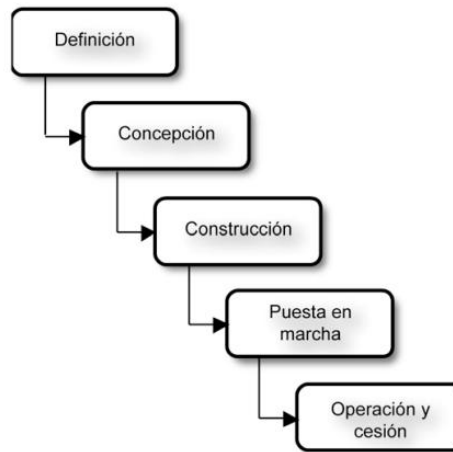 Definición
Concepción
Construcción
Puesta en
marcha
Operación y
cesión